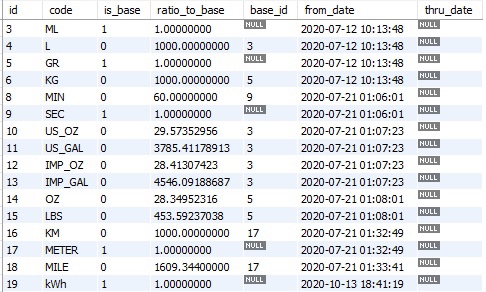 id code is_base ratio_to_base base_id from_date thru_date
3 ML 1 1.00000000 NULL 2020-07-12 10:13:48 NULL
4 L 0 1000.00000000 3 2020-07-12 10:13:48 NULL
5 GR 1 1.00000000 NULL 2020-07-12 10:13:48 NULL
6 KG 0 1000.00000000 5 2020-07-12 10:13:48 NULL
8 MIN 0 60.00000000 9 2020-07-21 01:06:01 NULL
9 SEC 1 1.00000000 NULL 2020-07-21 01:06:01 NULL
10 US_OZ 0 29.57352956 3 2020-07-21 01:07:23 NULL
11 US_GAL 0 3785.41178913 3 2020-07-21 01:07:23 NULL
12 IMP_OZ 0 28.41307423 3 2020-07-21 01:07:23 NULL
13 IMP_GAL 0 4546.09188687 3 2020-07-21 01:07:23 NULL
14 OZ 0 28.34952316 5 2020-07-21 01:08:01 NULL
15 LBS 0 453.59237038 5 2020-07-21 01:08:01 NULL
16 KM 0 1000.00000000 17 2020-07-21 01:32:49 NULL
17 METER 1 1.00000000 NULL 2020-07-21 01:32:49 NULL
18 MILE 0 1609.34400000 17 2020-07-21 01:33:41 NULL
19 kWh 1 1.00000000 NULL 2020-10-13 18:41:19 NULL